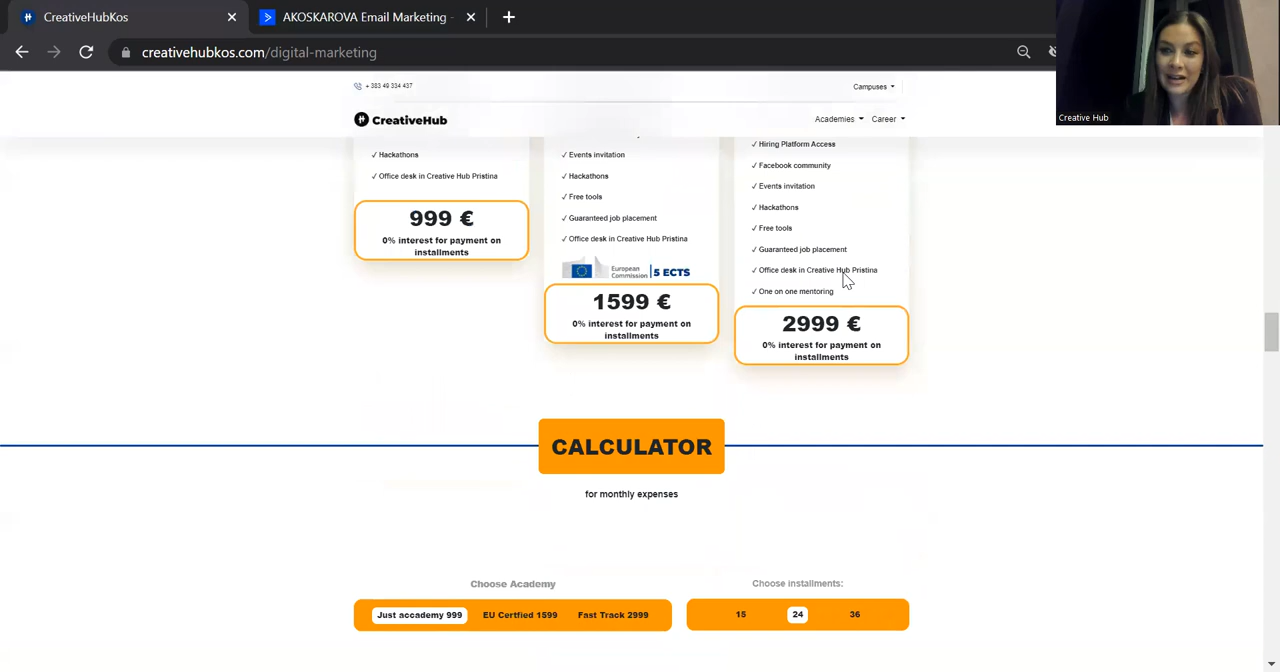 CreativeHubKos
AKOSKAROVA Email Marketing -
creativehubkos.com/digital-marketing
Creative Hub
+ 383 49 334 437
Campuses
CreativeHub
Academies
Career
✓ Hackathons
✓ Office desk in Creative Hub Pristina
999 €
0% interest for payment on
installments
✓ Events invitation
✓ Hackathons
✓ Free tools
✓ Guaranteed job placement
✓ Office desk in Creative Hub Pristina
European
Commission
5 ECTS
1599 €
0% interest for payment on
installments
✓ Hiring Platform Access
✓ Facebook community
✓ Events invitation
✓ Hackathons
✓ Free tools
✓ Guaranteed job placement
✓ Office desk in Creative Hub Pristina
✓ One on one mentoring
2999 €
0% interest for payment on
installments
CALCULATOR
for monthly expenses
Choose Academy
Just accademy 999 EU Certfied 1599 Fast Track 2999
Choose installments:
15 24 36